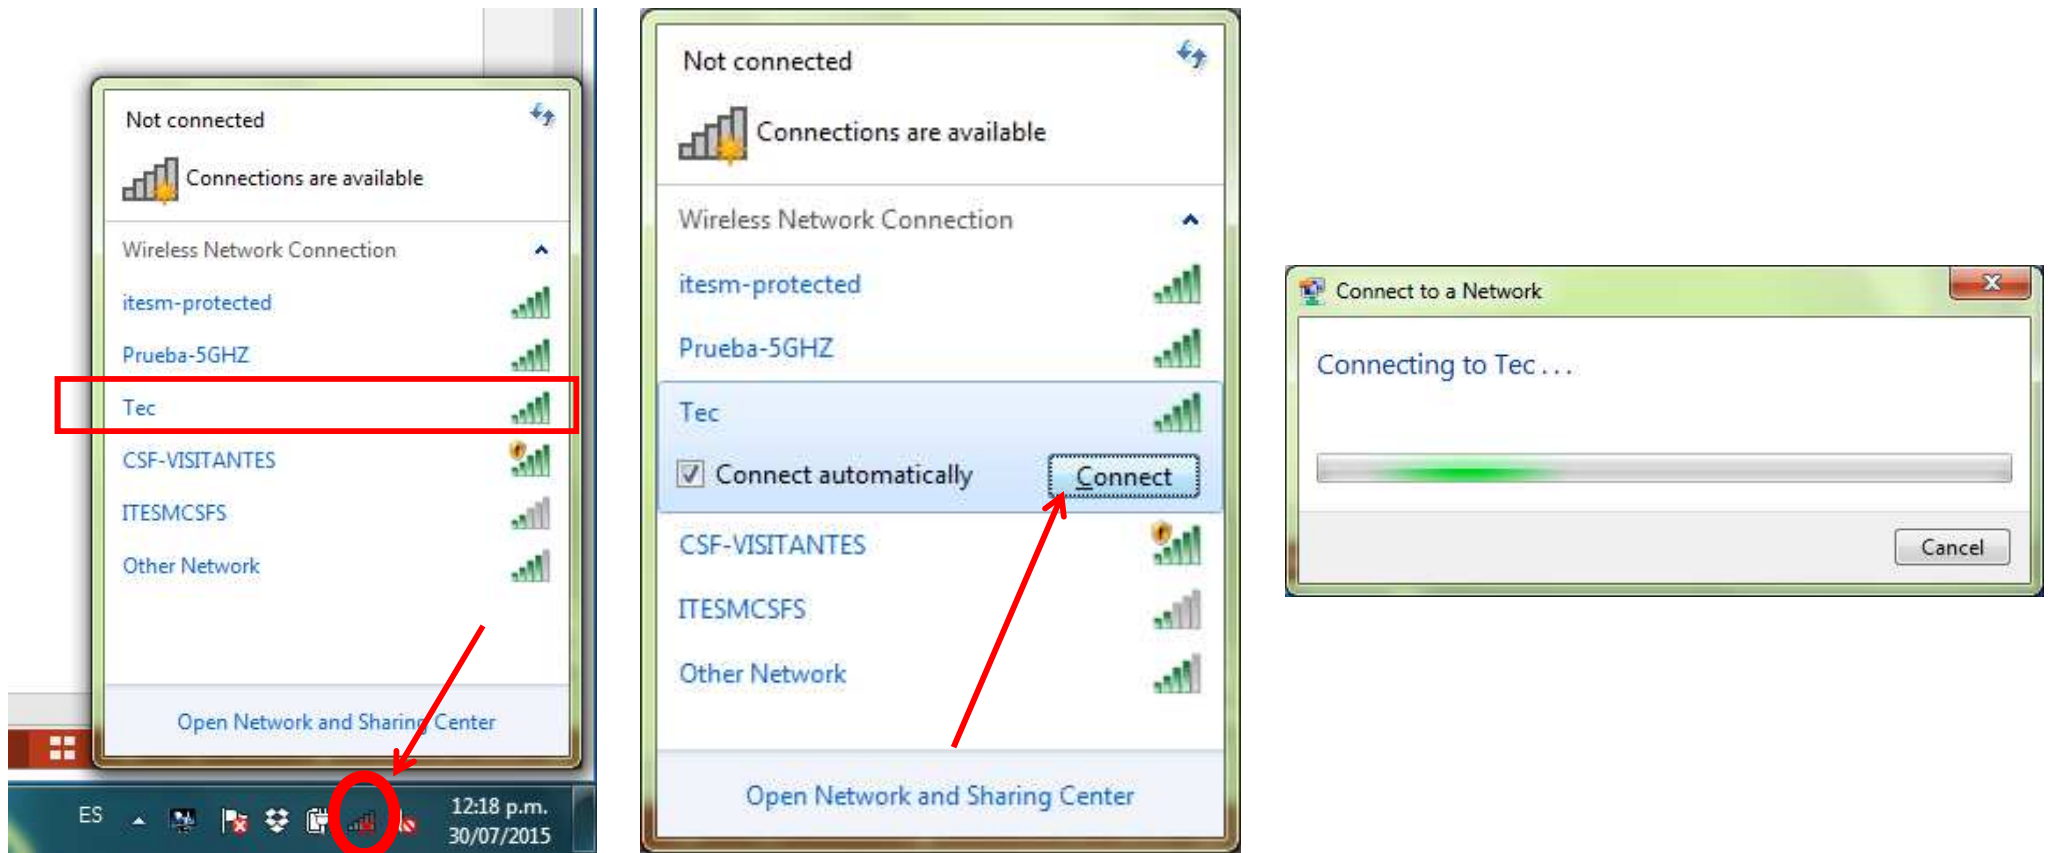 Not connected
Connections are available
Wireless Network Connection
itesm-protected
Prueba-5GHZ
Tec
CSF-VISITANTES
ITESMCSFS
Other Network
Open Network and Sharing Center
ES
12:18 p.m.
30/07/2015
Not connected
Connections are available
Wireless Network Connection
itesm-protected
Prueba-5GHZ
Tec
Connect automatically
Connect
CSF-VISITANTES
ITESMCSFS
Other Network
Open Network and Sharing Center
Connect to a Network
Connecting to Tec . . .
Cancel